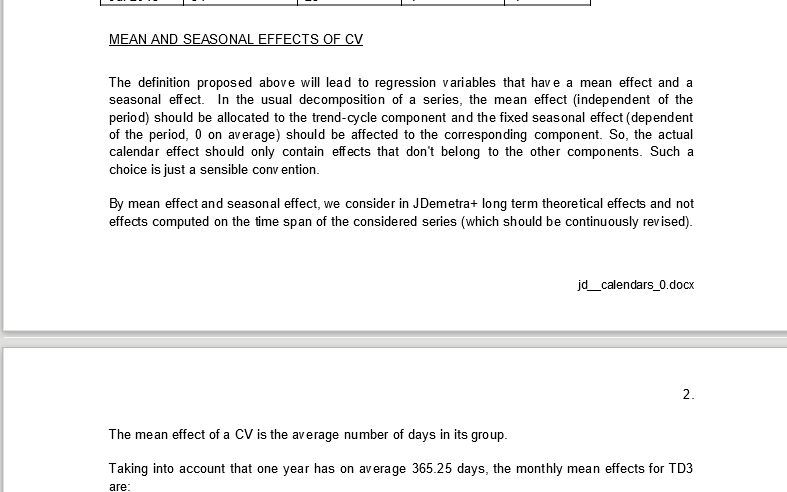 MEAN AND SEASONAL EFFECTS OF CV
The definition proposed above will lead to regression variables that have a mean effect and a
seasonal effect. In the usual decomposition of a series, the mean effect (independent of the
period) should be allocated to the trend-cycle component and the fixed seasonal effect (dependent
of the period, 0 on average) should be affected to the corresponding component. So, the actual
calendar effect should only contain effects that don't belong to the other components. Such a
choice is just a sensible convention.
By mean effect and seasonal effect, we consider in JDemetra+ long term theoretical effects and not
effects computed on the time span of the considered series (which should be continuously revised).
jd__calendars_0.docx
2.
The mean effect of a CV is the average number of days in its group.
Taking into account that one year has on average 365.25 days, the monthly mean effects for TD3
are: